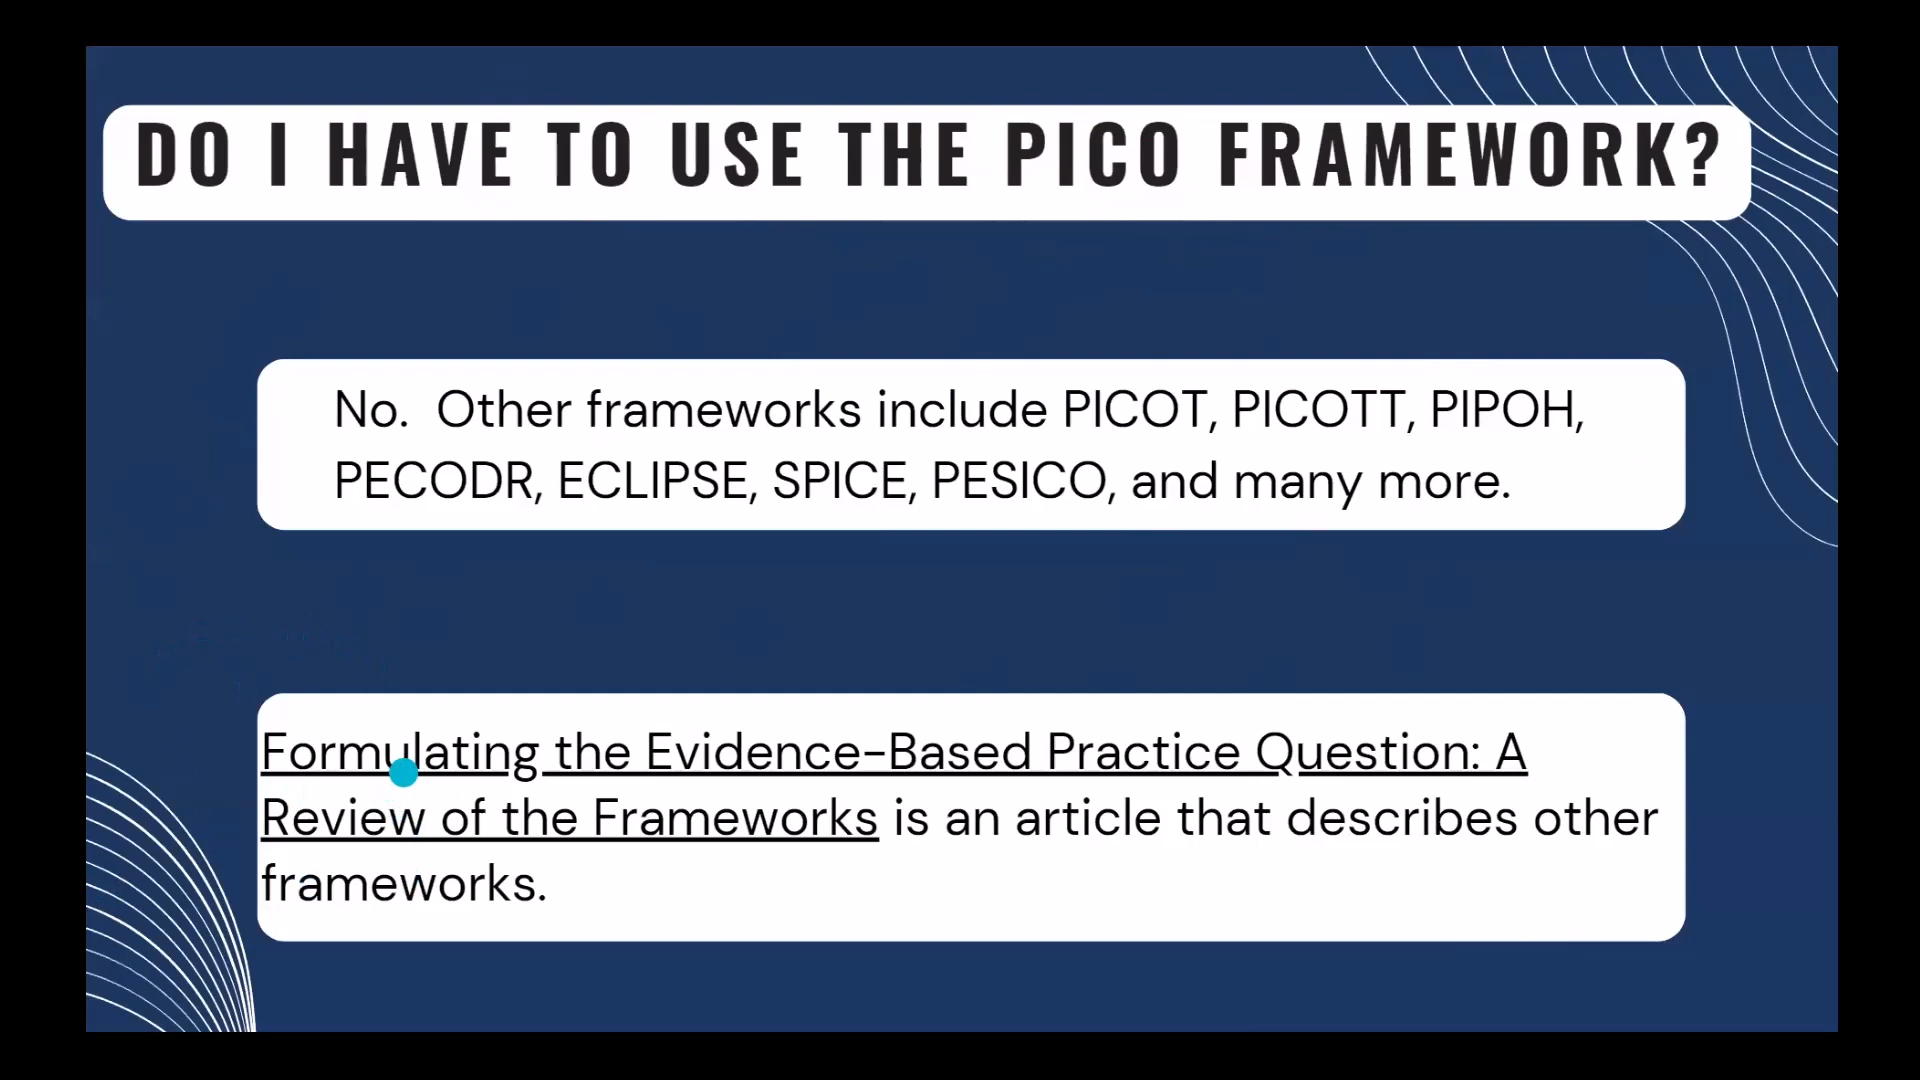 DO I HAVE TO USE THE PICO FRAMEWORK?
No.  Other frameworks include PICOT, PICOTT, PIPOH,
PECODR, ECLIPSE, SPICE, PESICO, and many more.
Formulating the Evidence-Based Practice Question: A
Review of the Frameworks is an article that describes other
frameworks.